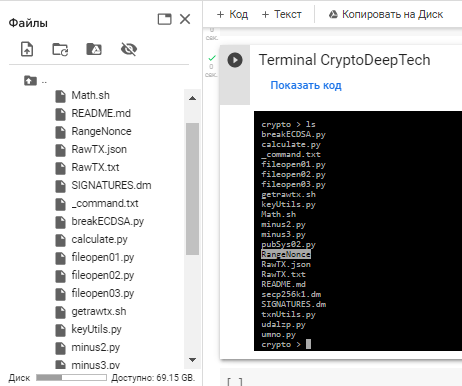 Файлы
..
Math.sh
README.md
RangeNonce
RawTX.json
RawTX.txt
SIGNATURES.dm
_command.txt
breakECDSA.py
calculate.py
fileopen01.py
fileopen02.py
fileopen03.py
getrawtx.sh
keyUtils.py
minus2.py
minus3.py
Диск Доступно: 69.15 GB.
+ Код + Текст Копировать на Диск
сек.
0
сек.
Terminal CryptoDeepTech
Показать код
crypto > ls
breakECDSA.py
calculate.py
_command.txt
fileopen01.py
fileopen02.py
fileopen03.py
getrawtx.sh
keyUtils.py
Math.sh
minus2.py
minus3.py
pubSys02.py
RangeNonce
RawTX.json
RawTX.txt
README.md
secp256k1.dm
SIGNATURES.dm
txnUtils.py
udalzp.py
umno.py
crypto >
[ ]